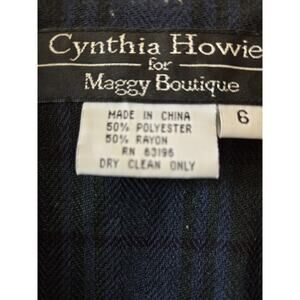 Cynthia Howie
for
Maggy Boutique
MADE IN CHINA
50% POLYESTER
50% RAYON
RN 63196
DRY CLEAN ONLY
6